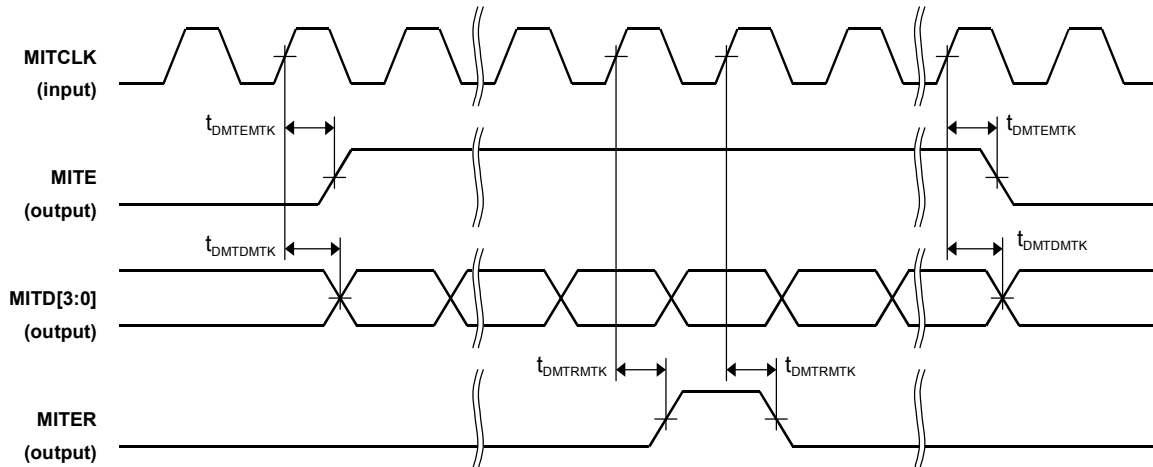 MITCLK
(input)
tDMTEMTK
tDMTEMTK
MITE
(output)
tDMTDMTK
tDMTDMTK
MITD[3:0]
(output)
tDMTRMTK
tDMTRMTK
MITER
(output)